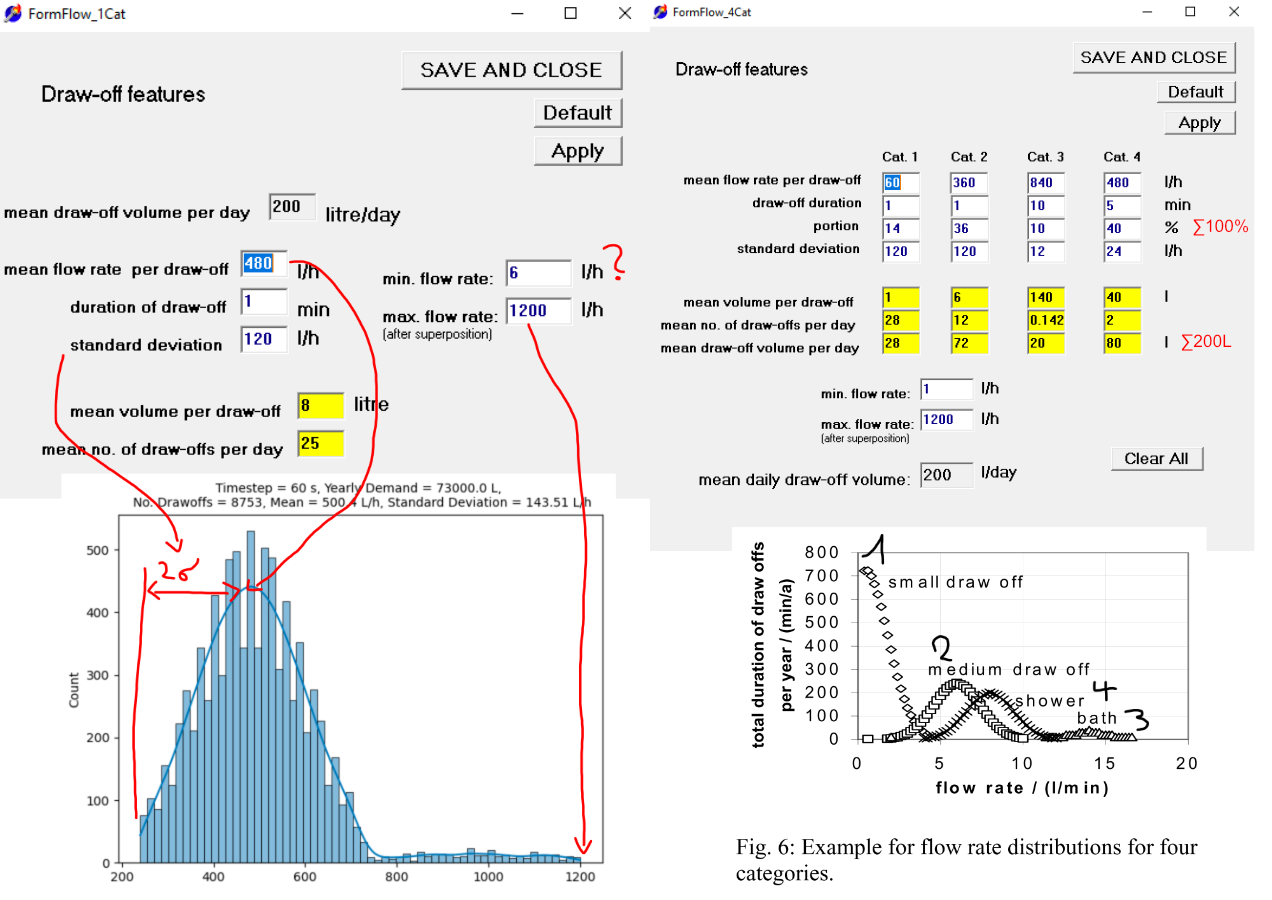 FormFlow_1Cat
SAVE AND CLOSE
Draw-off features
Default
Apply
mean draw-off volume per day 200 litre/day
mean flow rate per draw-off 480 l/h
min. flow rate: 6 l/h ?
duration of draw-off 1 min
max. flow rate: 1200 l/h
(after superposition)
standard deviation 120 l/h
mean volume per draw-off 8 litre
mean no. of draw-offs per day 25
Timestep = 60 s, Yearly Demand = 73000.0 L,
No. Drawoffs = 8753, Mean = 500.4 L/h, Standard Deviation = 143.51 L/h
2σ
Count
500
400
300
200
100
0
200 400 600 800 1000 1200
FormFlow_4Cat
SAVE AND CLOSE
Draw-off features
Default
Apply
Cat. 1 Cat. 2 Cat. 3 Cat. 4
mean flow rate per draw-off 60 360 840 480 l/h
draw-off duration 1 1 10 5 min
portion 14 36 10 40 % ∑100%
standard deviation 120 120 12 24 l/h
mean volume per draw-off 1 6 140 40 l
mean no. of draw-offs per day 28 12 0.142 2
mean draw-off volume per day 28 72 20 80 l ∑200L
min. flow rate: 1 l/h
max. flow rate: 1200 l/h
(after superposition)
Clear All
mean daily draw-off volume: 200 l/day
total duration of draw offs
per year / (min/a)
800
700
600
500
400
300
200
100
0
1
small draw off
2
medium draw off
shower 4
bath 3
0 5 10 15 20
flow rate / (l/min)
Fig. 6: Example for flow rate distributions for four
categories.